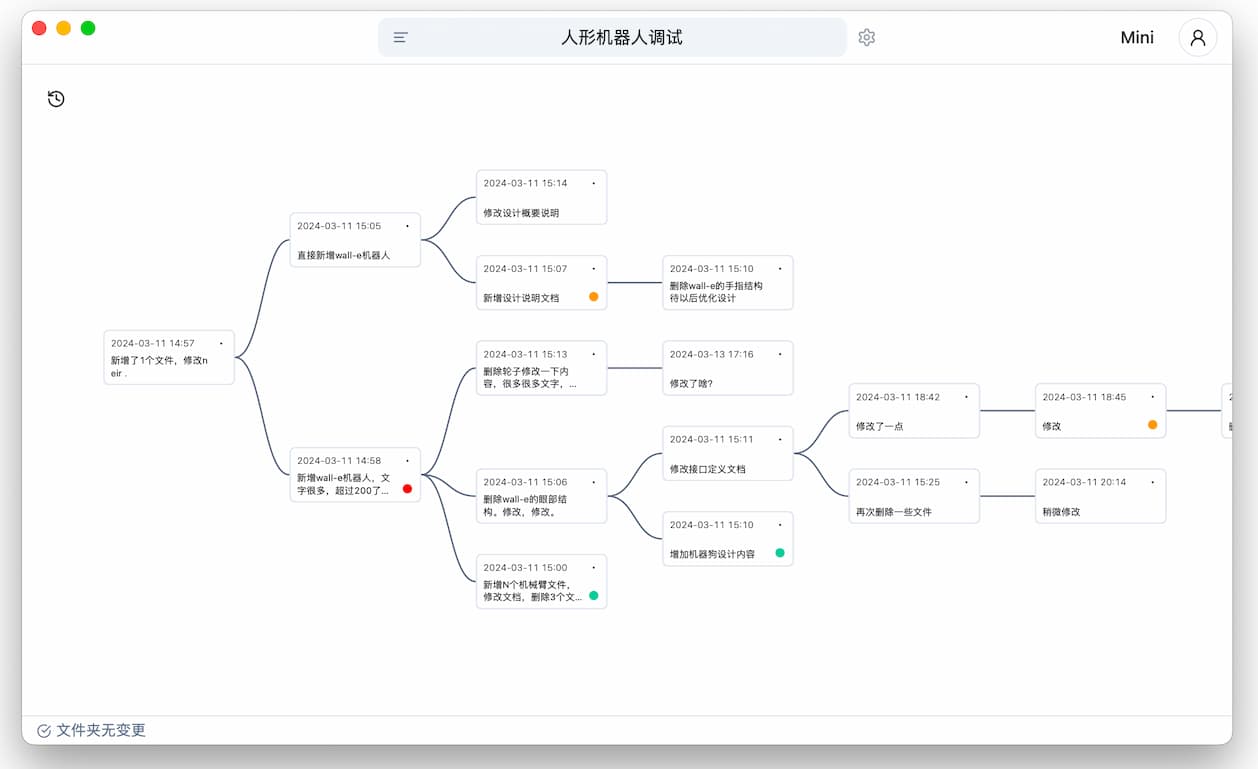 人形机器人调试
Mini
2024-03-11 14:57
新增了1个文件，修改n
eir .
2024-03-11 15:05
直接新增wall-e机器人
2024-03-11 14:58
新增wall-e机器人，文
字很多，超过200了...
2024-03-11 15:14
修改设计概要说明
2024-03-11 15:07
新增设计说明文档
2024-03-11 15:13
删除轮子修改一下内
容，很多很多文字，...
2024-03-11 15:06
删除wall-e的眼部结
构。修改，修改。
2024-03-11 15:00
新增N个机械臂文件，
修改文档，删除3个文...
2024-03-11 15:10
删除wall-e的手指结构
待以后优化设计
2024-03-13 17:16
修改了啥?
2024-03-11 15:11
修改接口定义文档
2024-03-11 15:10
增加机器狗设计内容
2024-03-11 18:42
修改了一点
2024-03-11 15:25
再次删除一些文件
2024-03-11 18:45
修改
2024-03-11 20:14
稍微修改
文件夹无变更